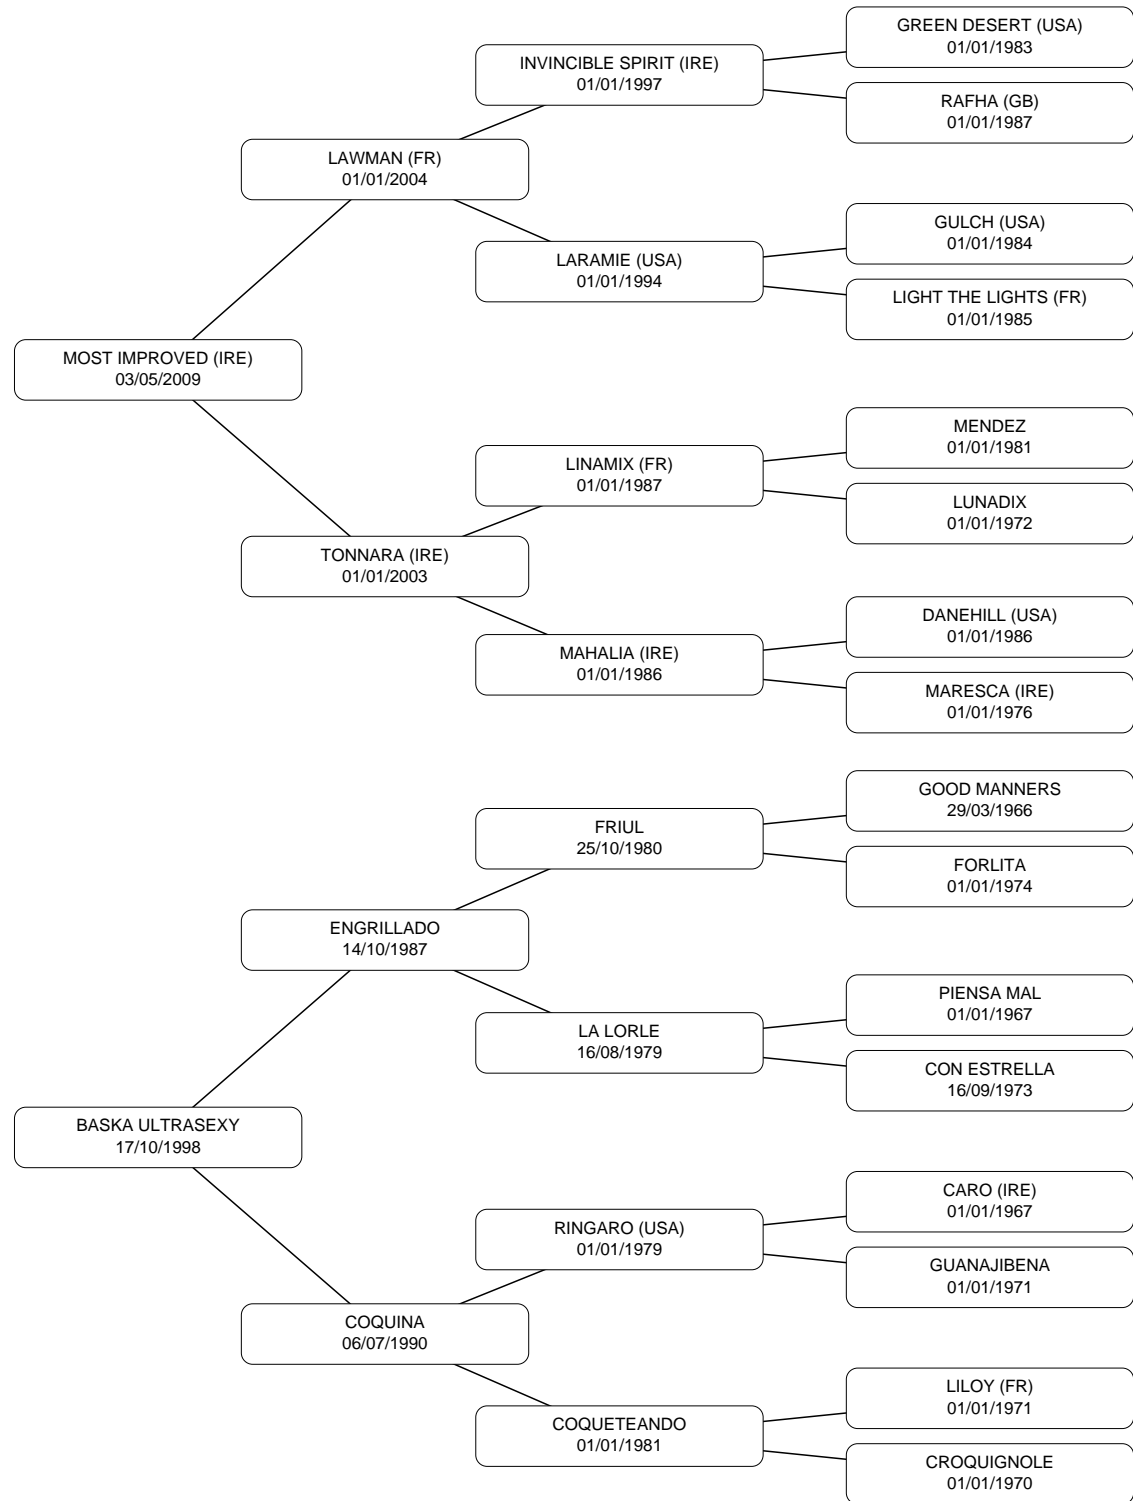 GREEN DESERT (USA)
01/01/1983
INVINCIBLE SPIRIT (IRE)
01/01/1997
RAFHA (GB)
01/01/1987
LAWMAN (FR)
01/01/2004
GULCH (USA)
01/01/1984
LARAMIE (USA)
01/01/1994
LIGHT THE LIGHTS (FR)
01/01/1985
MOST IMPROVED (IRE)
03/05/2009
MENDEZ
01/01/1981
LINAMIX (FR)
01/01/1987
LUNADIX
01/01/1972
TONNARA (IRE)
01/01/2003
DANEHILL (USA)
01/01/1986
MAHALIA (IRE)
01/01/1986
MARESCA (IRE)
01/01/1976
GOOD MANNERS
29/03/1966
FRIUL
25/10/1980
FORLITA
01/01/1974
ENGRILLADO
14/10/1987
PIENSA MAL
01/01/1967
LA LORLE
16/08/1979
CON ESTRELLA
16/09/1973
BASKA ULTRASEXY
17/10/1998
CARO (IRE)
01/01/1967
RINGARO (USA)
01/01/1979
GUANAJIBENA
01/01/1971
COQUINA
06/07/1990
LILOY (FR)
01/01/1971
COQUETEANDO
01/01/1981
CROQUIGNOLE
01/01/1970